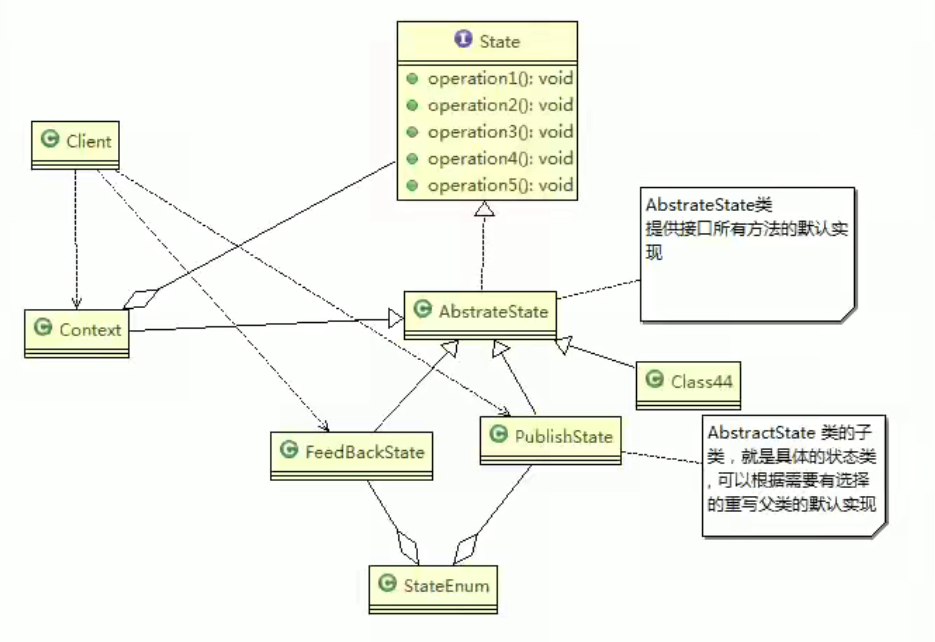 State
operation1(): void
operation2(): void
operation3(): void
operation4(): void
operation5(): void
Client
AbstrateState类
提供接口所有方法的默认实
现
Context
AbstrateState
Class44
FeedBackState
PublishState
AbstractState 类的子
类，就是具体的状态类
，可以根据需要有选择
的重写父类的默认实现
StateEnum